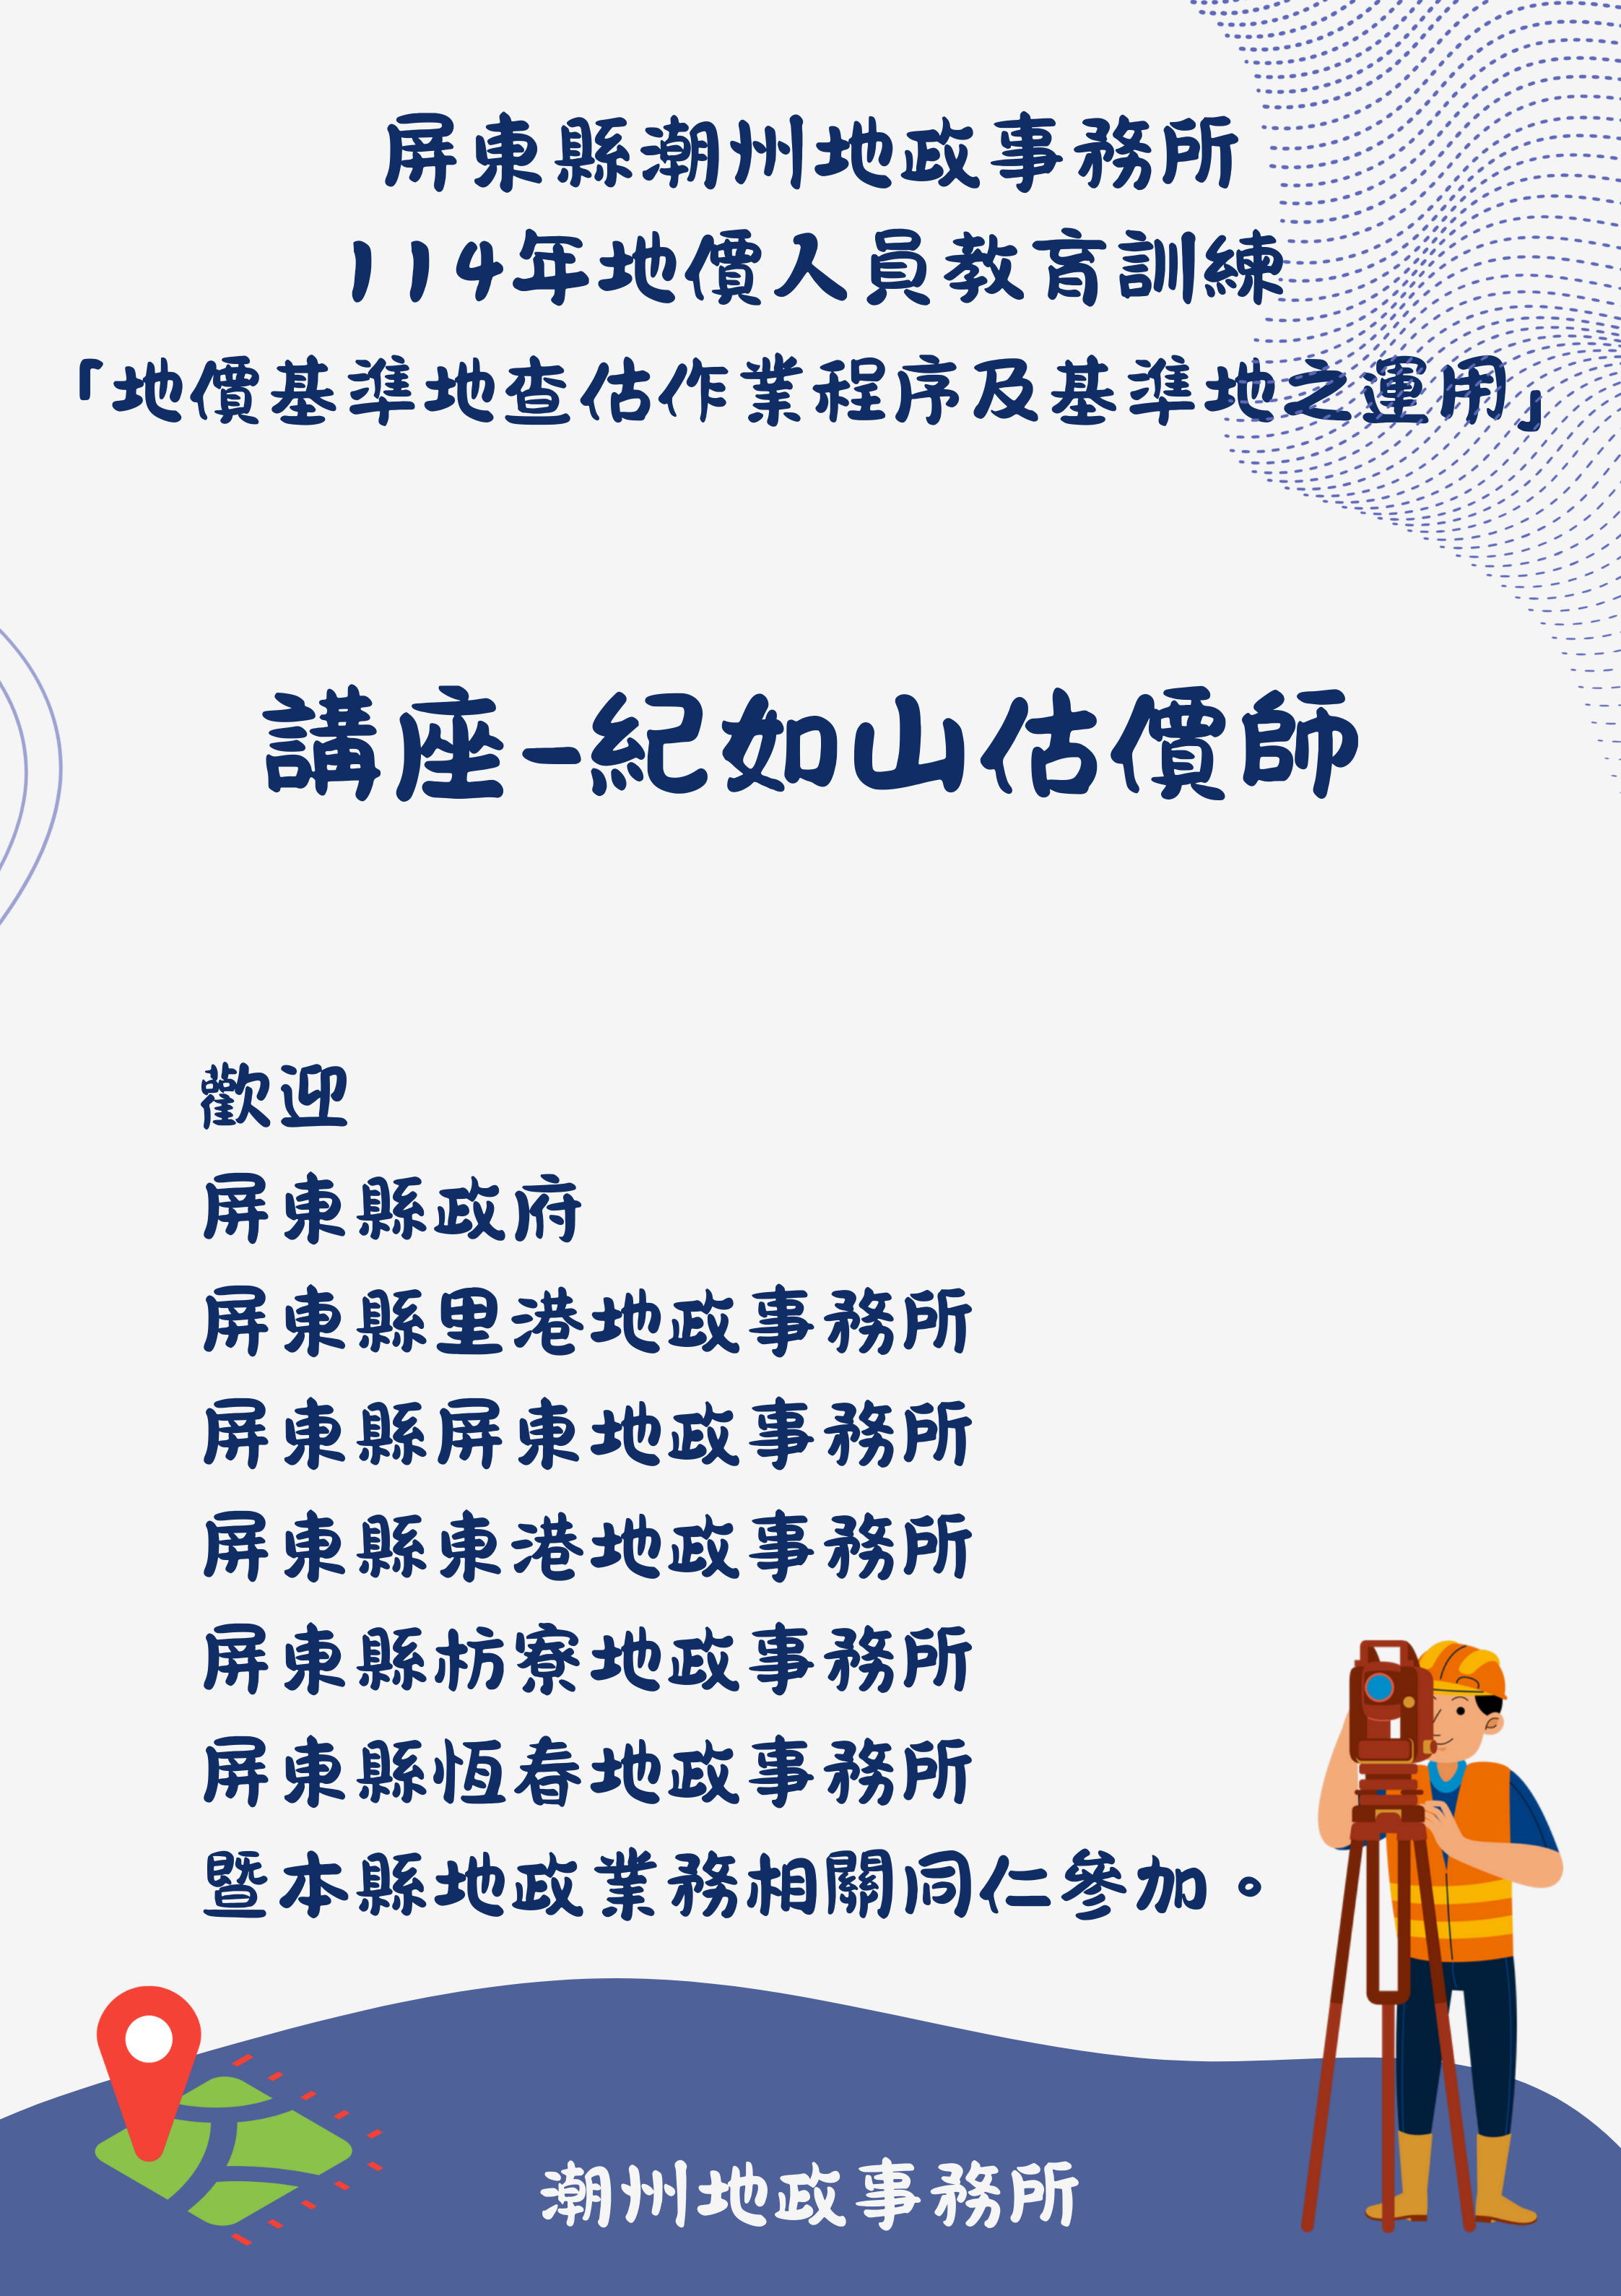 屏東縣潮州地政事務所
114年地價人員教育訓練
「地價基準地查估作業程序及基準地之運用」
講座-紀如山估價師
歡迎
屏東縣政府
屏東縣里港地政事務所
屏東縣屏東地政事務所
屏東縣東港地政事務所
屏東縣枋寮地政事務所
屏東縣恆春地政事務所
暨本縣地政業務相關同仁參加。
潮州地政事務所